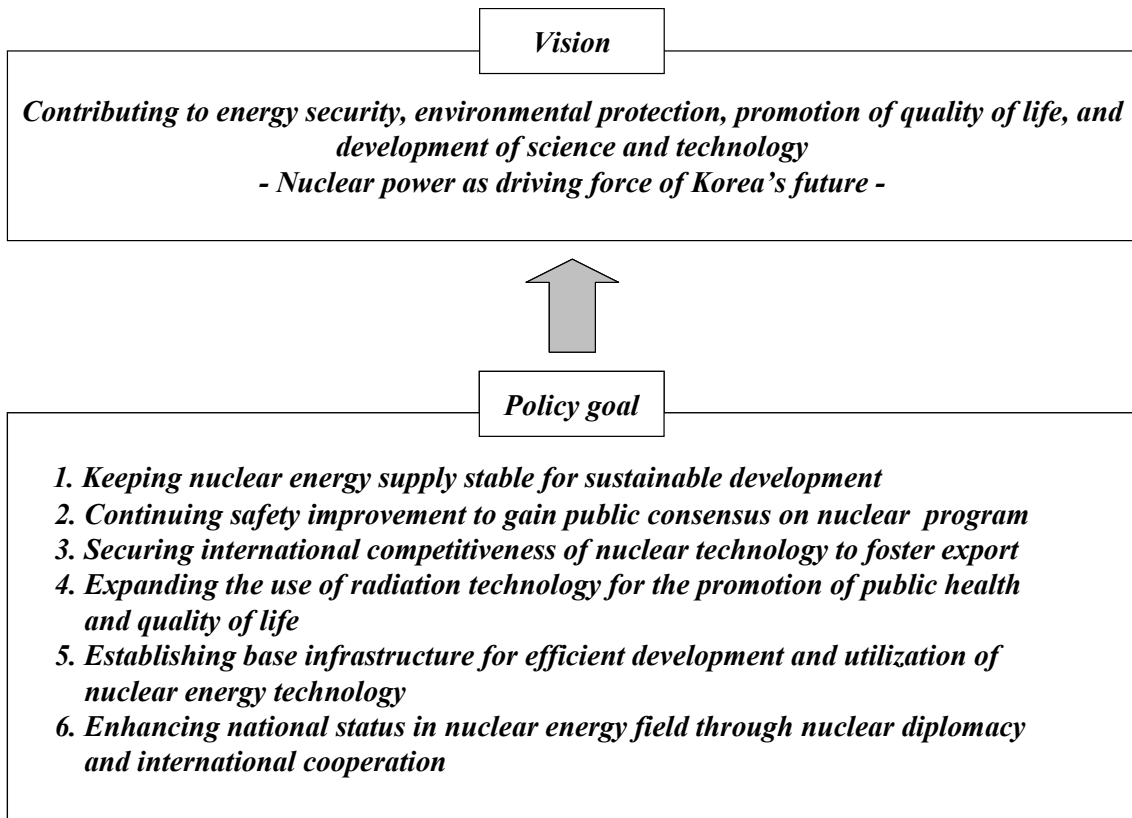 Vision
Contributing to energy security, environmental protection, promotion of quality of life, and
development of science and technology
- Nuclear power as driving force of Korea’s future -
Policy goal
1. Keeping nuclear energy supply stable for sustainable development
2. Continuing safety improvement to gain public consensus on nuclear program
3. Securing international competitiveness of nuclear technology to foster export
4. Expanding the use of radiation technology for the promotion of public health
and quality of life
5. Establishing base infrastructure for efficient development and utilization of
nuclear energy technology
6. Enhancing national status in nuclear energy field through nuclear diplomacy
and international cooperation